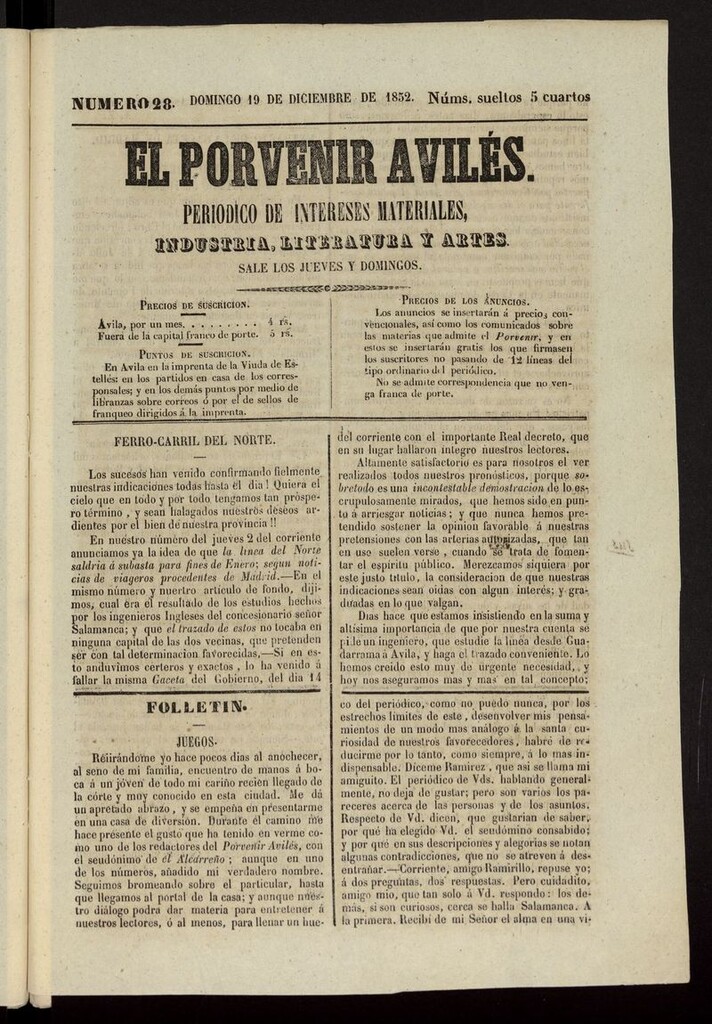 NUMERO 28. DOMINGO 19 DE DICIEMBRE DE 1852. Núms. sueltos 5 cuartos
EL PORVENIR AVILÉS.
PERIODICO DE INTERESES MATERIALES,
INDUSTRIA, LITERATURA Y ARTES.
SALE LOS JUEVES Y DOMINGOS.
PRECIOS DE SUSCRICION.
Avila, por un mes. . . . . . . . . 4 rs.
Fuera de la capital franco de porte. 5 rs.
PUNTOS DE SUSCRICION.
En Avila en la imprenta de la Viuda de Es-
tellés: en los partidos en casa de los corres-
ponsales; y en los demás puntos por medio de
libranzas sobre correos ó por el de sellos de
franqueo dirigidos á la imprenta.
PRECIOS DE LOS ANUNCIOS.
Los anuncios se insertarán á precios con-
vencionales, así como los comunicados sobre
las materias que admite el Porvenir, y en
estos se insertarán gratis los que firmasen
los suscritores no pasando de 12 líneas del
tipo ordinario del periódico.
No se admite correspondencia que no ven-
ga franca de porte.
FERRO-CARRIL DEL NORTE.
Los sucesos han venido confirmando fielmente
nuestras indicaciones todas hasta el dia! Quiera el
cielo que en todo y por todo tengamos tan próspe-
ro término, y sean halagados nuestros deseos ar-
dientes por el bien de nuestra provincia!!
En nuestro número del jueves 2 del corriente
anunciamos ya la idea de que la línea del Norte
saldria á subasta para fines de Enero; segun noti-
cias de viageros procedentes de Madrid.—En el
mismo número y nuertro artículo de fondo, diji-
mos, cual era el resultado de los estudios hechos
por los ingenieros Ingleses del concesionario señor
Salamanca; y que el trazado de estos no tocaba en
ninguna capital de las dos vecinas, que pretenden
ser con tal determinacion favorecidas.—Si en es-
to anduvimos certeros y exactos, lo ha venido á
fallar la misma Gaceta del Gobierno, del dia 14
del corriente con el importante Real decreto, que
en su lugar hallaron integro nuestros lectores.
Altamente satisfactorio es para nosotros el ver
realizados todos nuestros pronósticos, porque so-
bretodo es una incontestable demostracion de lo es-
crupulosamente mirados, que hemos sido en pun-
to á arriesgar noticias; y que nunca hemos pre-
tendido sostener la opinion favorable á nuestras
pretensiones con las arterias autorizadas, que tan
en uso suelen verse, cuando se trata de fomen-
tar el espíritu público. Merezcamos siquiera por
este justo título, la consideracion de que nuestras
indicaciones sean oidas con algun interés; y gra-
duadas en lo que valgan.
Dias hace que estamos insistiendo en la suma y
altísima importancia de que por nuestra cuenta se
pide un ingeniero, que estudie la línea desde Gua-
darrama á Avila, y haga el trazado conveniente. Lo
hemos creido esto muy de urgente necesidad, y
hoy nos aseguramos mas y mas en tal concepto;
FOLLETIN.
JUEGOS.
Retirándome yo hace pocos dias al anochecer,
al seno de mi familia, encuentro de manos á bo-
ca á un jóven de todo mi cariño recien llegado de
la córte y muy conocido en esta ciudad. Me dá
un apretado abrazo, y se empeña en presentarme
en una casa de diversion. Durante el camino me
hace presente el gusto que ha tenido en verme co-
mo uno de los redactores del Porvenir Avilés, con
el seudónimo de el Alcarreño; aunque en uno
de los números, añadido mi verdadero nombre.
Seguimos bromeando sobre el particular, hasta
que llegamos al portal de la casa; y aunque nues-
tro diálogo podra dar materia para entretener á
nuestros lectores, ó al menos, para llenar un hue-
co del periódico, como no puedo nunca, por los
estrechos límites de este, desenvolver mis pensa-
mientos de un modo mas análogo á la santa cu-
riosidad de nuestros favorecedores, habré de re-
ducirme por lo tanto, como siempre, á lo mas in-
dispensable. Díceme Ramirez, que asi se llama mi
amiguito. El periódico de Vds. hablando general-
mente, no deja de gustar; pero son varios los pa-
receres acerca de las personas y de los asuntos.
Respecto de Vd. dicen, que gustarian de saber,
por qué ha elegido Vd. el seudómino consabido;
y por qué en sus descripciones y alegorias se notan
algunas contradicciones, que no se atreven á des-
entrañar.—Corriente, amigo Ramirillo, repuse yo;
á dos preguntas, dos respuestas. Pero cuidadito,
amigo mio, que tan solo á Vd. respondo: los de-
más, si son curiosos, cerca se halla Salamanca. A
la primera. Recibí de mi Señor el alma en una vi-